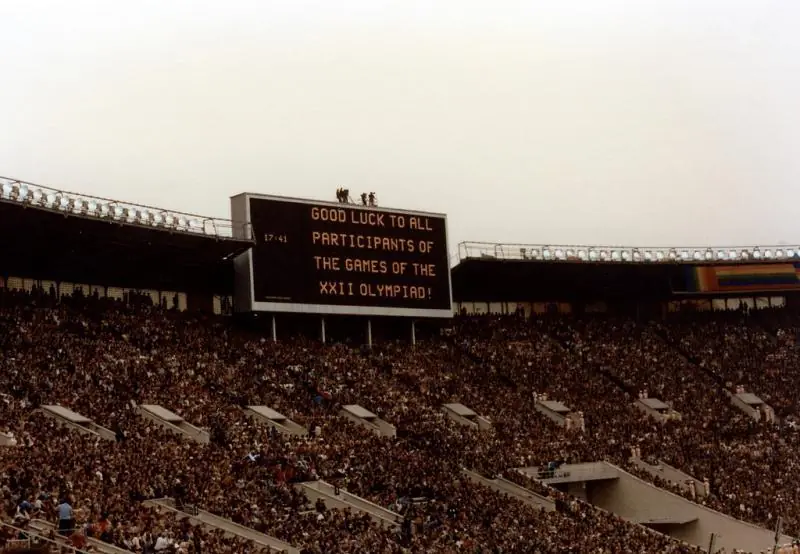 GOOD LUCK TO ALL
17:41
PARTICIPANTS OF
THE GAMES OF THE
XXII OLYMPIAD!